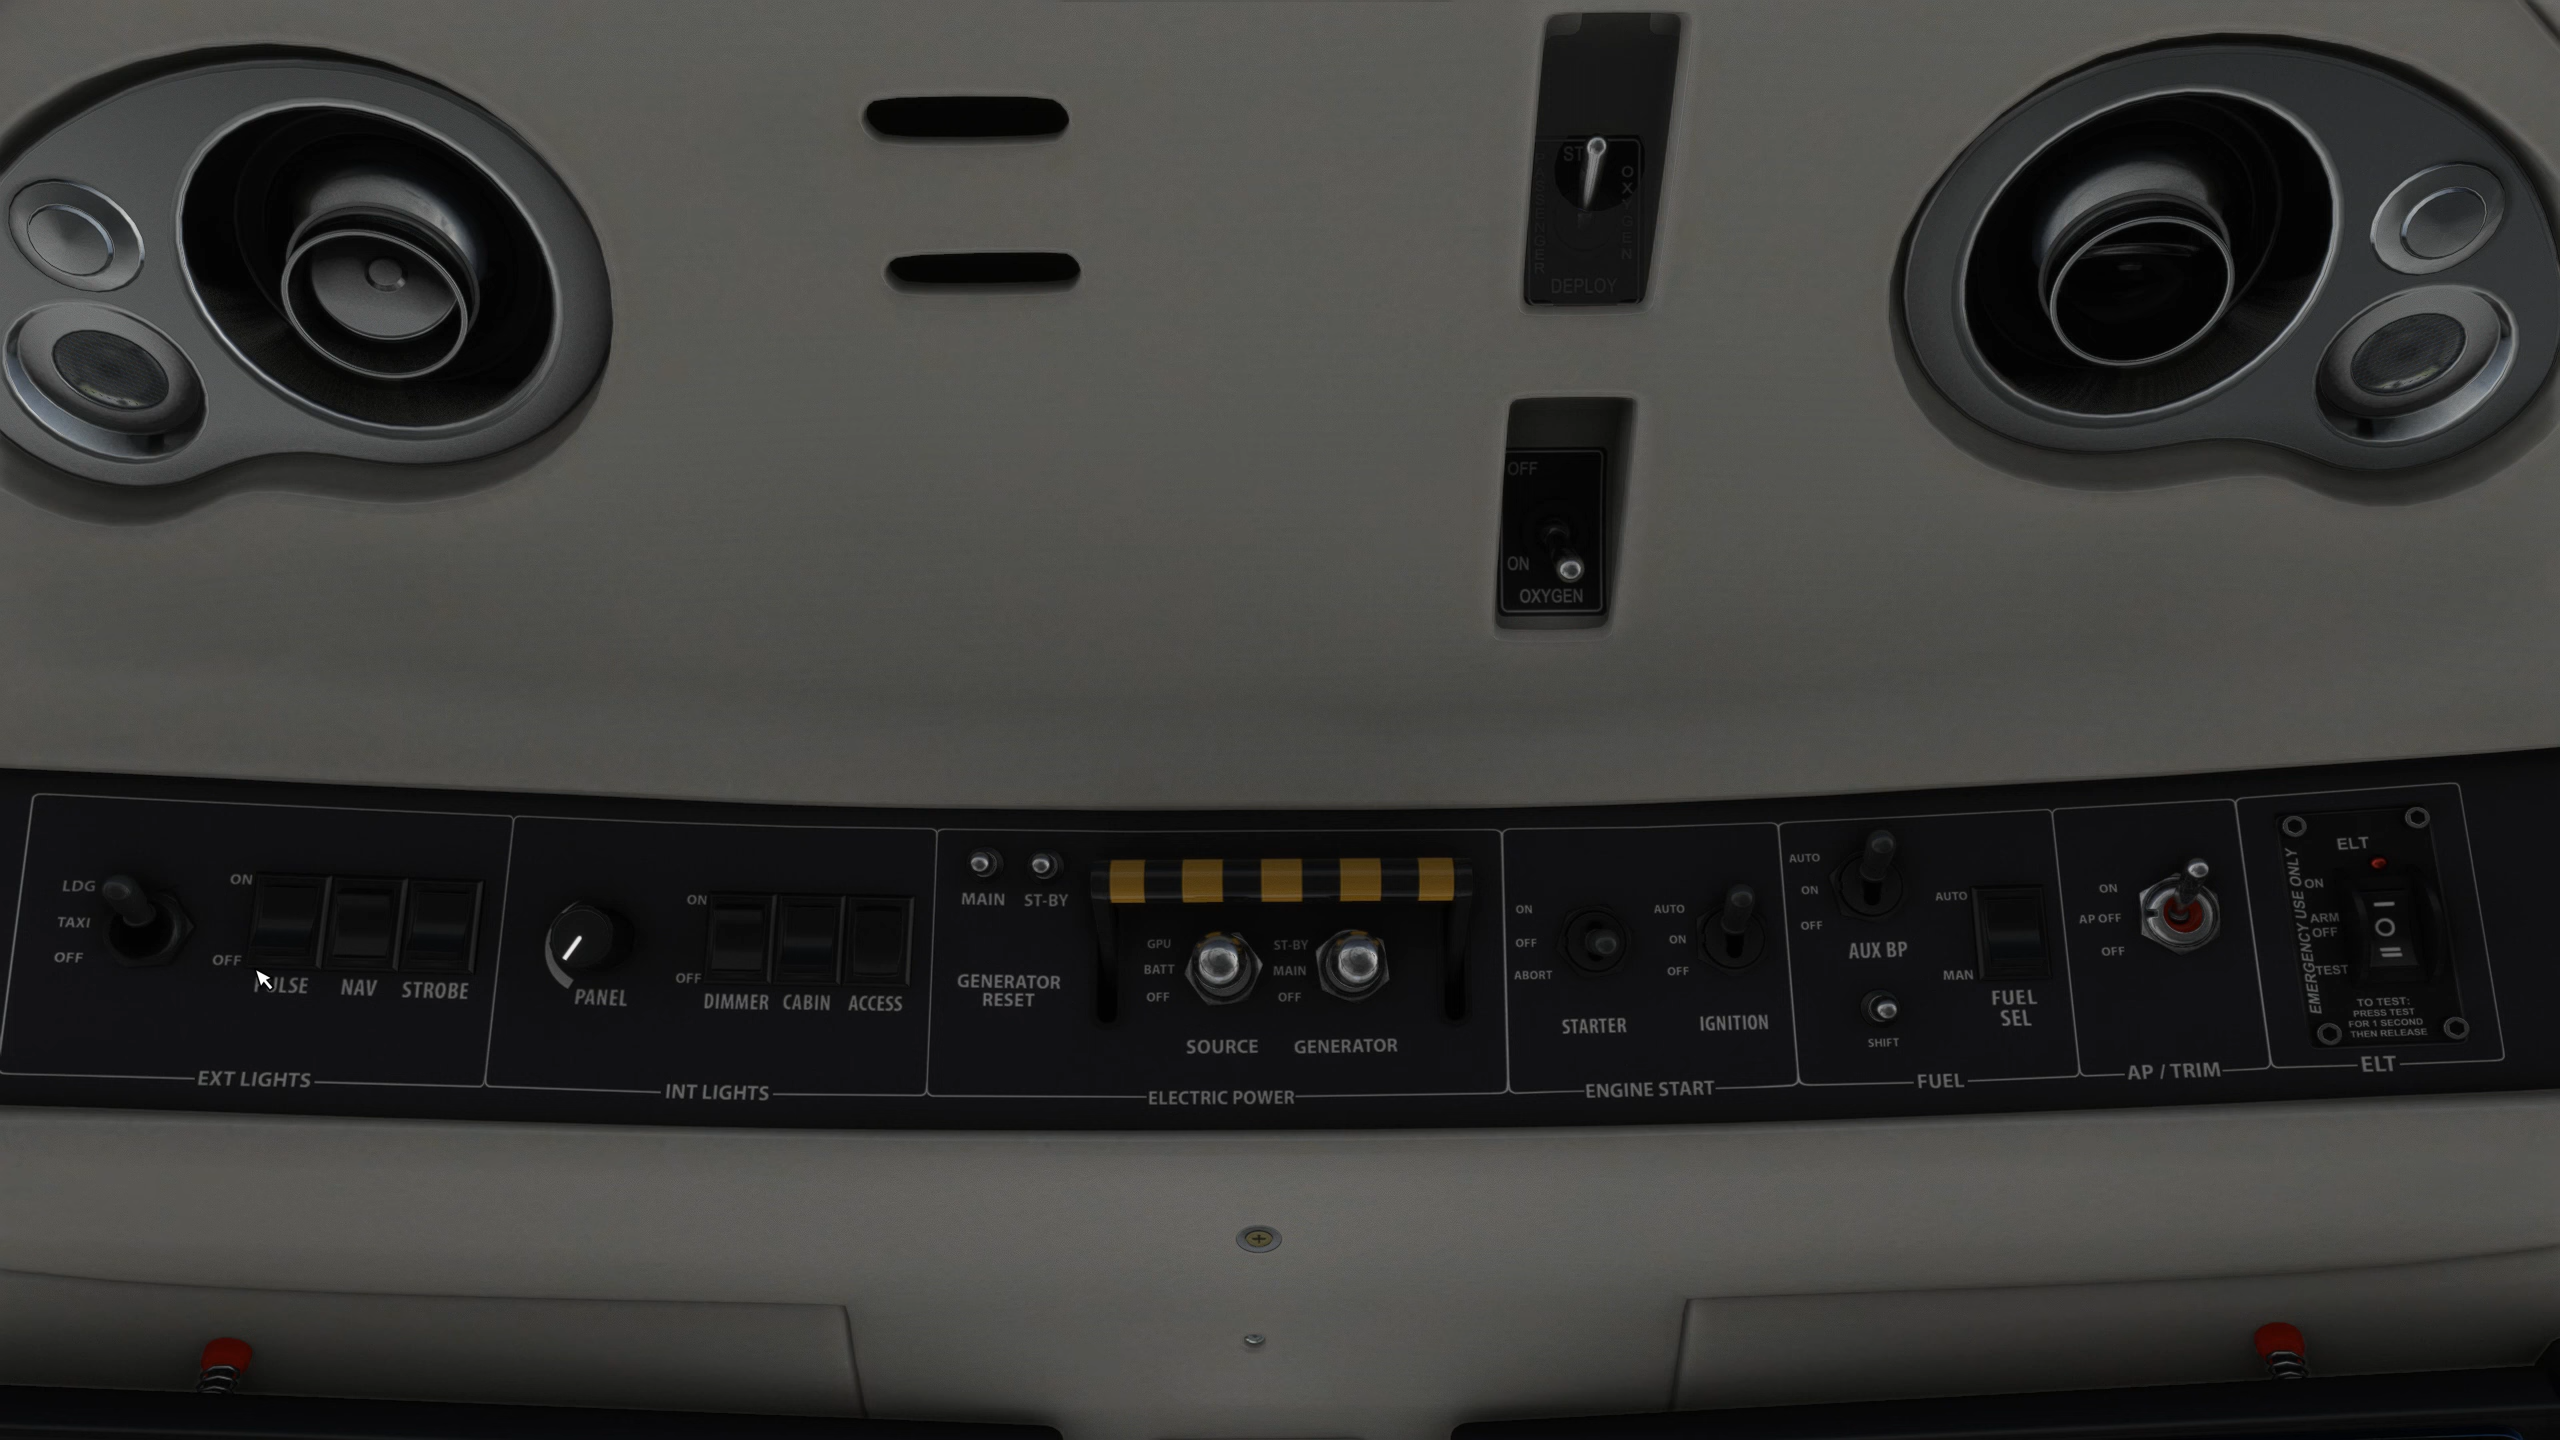 ST
PASSENGER
OXYGEN
DEPLOY
OFF
ON
OXYGEN
LDG
TAXI
OFF
ON
OFF
PULSE
NAV
STROBE
EXT LIGHTS
PANEL
ON
OFF
DIMMER
CABIN
ACCESS
INT LIGHTS
MAIN
ST-BY
GENERATOR
RESET
GPU
BATT
OFF
SOURCE
ST-BY
MAIN
OFF
GENERATOR
ELECTRIC POWER
ON
OFF
ABORT
STARTER
AUTO
ON
OFF
IGNITION
ENGINE START
AUTO
ON
OFF
AUX BP
SHIFT
AUTO
MAN
FUEL
SEL
FUEL
ON
AP OFF
OFF
AP / TRIM
ELT
EMERGENCY USE ONLY
ON
ARM
OFF
TEST
TO TEST:
PRESS TEST
FOR 1 SECOND
THEN RELEASE
ELT